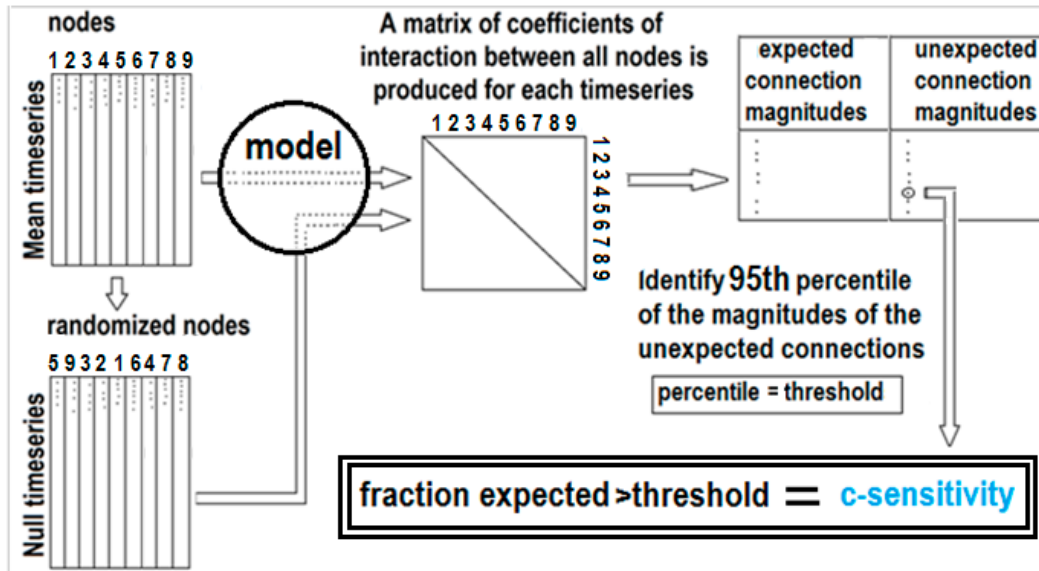 nodes
1 2 3 4 5 6 7 8 9
Mean timeseries
randomized nodes
5 9 3 2 1 6 4 7 8
Null timeseries
model
A matrix of coefficients of
interaction between all nodes is
produced for each timeseries
1 2 3 4 5 6 7 8 9
1
2
3
4
5
6
7
8
9
expected
connection
magnitudes
unexpected
connection
magnitudes
Identify 95th percentile
of the magnitudes of the
unexpected connections
percentile = threshold
fraction expected >threshold = c-sensitivity